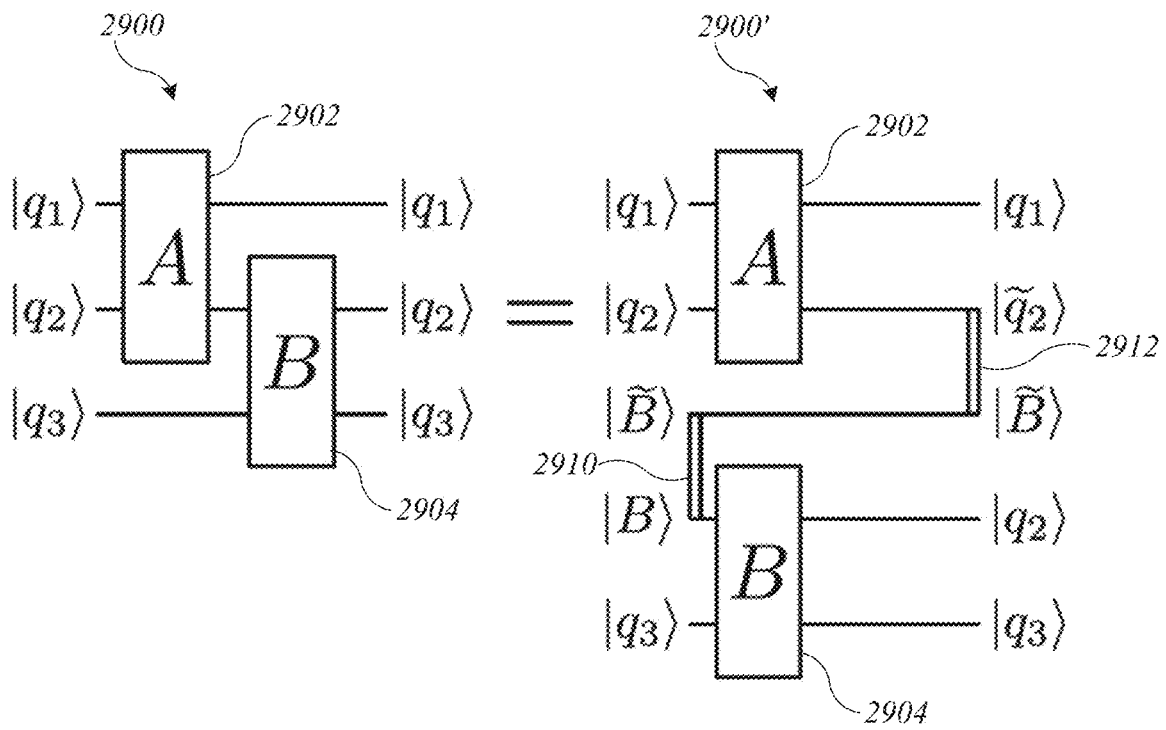 2900 2900'
2902 2902
|q₁⟩ A |q₁⟩ |q₁⟩ A |q₁⟩
|q₂⟩ |q₂⟩ = |q₂⟩ |q̃₂⟩
B 2912
|q₃⟩ |q₃⟩ |B̃⟩ |B̃⟩
2910
2904 |B⟩ |q₂⟩
B
|q₃⟩ |q₃⟩
2904